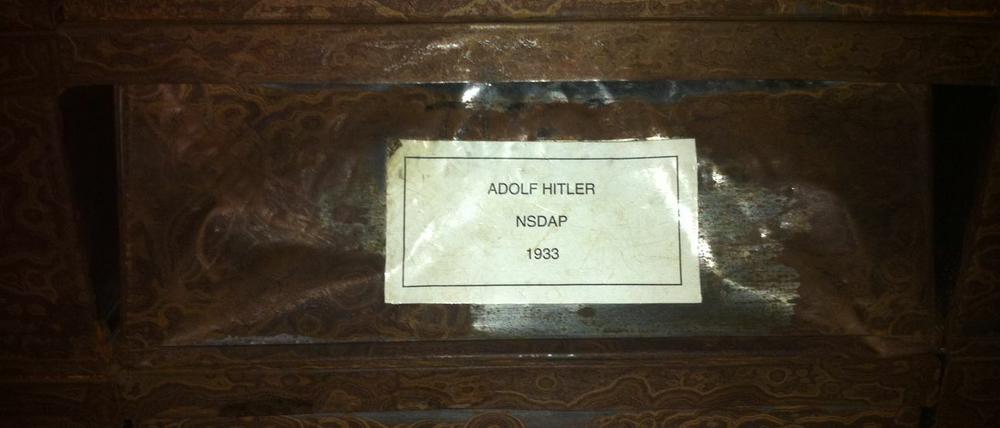 ADOLF HITLER
NSDAP
1933